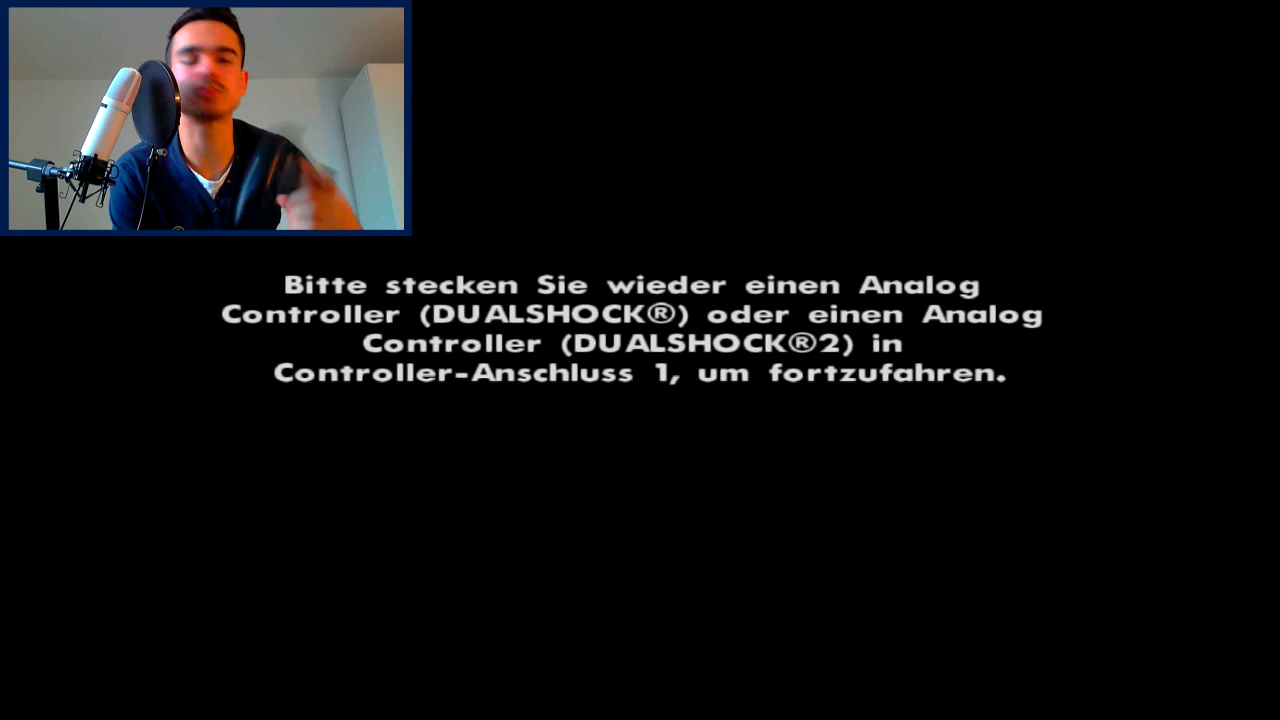 Bitte stecken Sie wieder einen Analog
Controller (DUALSHOCK®) oder einen Analog
Controller (DUALSHOCK®2) in
Controller-Anschluss 1, um fortzufahren.